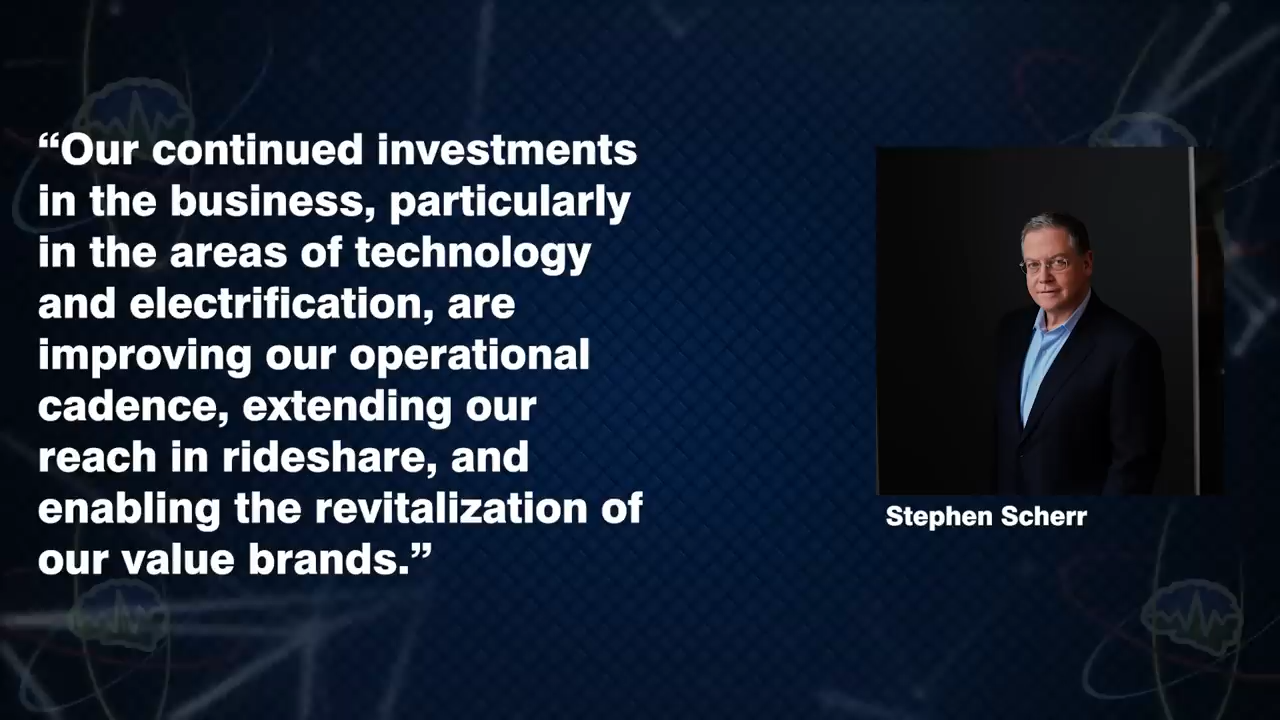 “Our continued investments
in the business, particularly
in the areas of technology
and electrification, are
improving our operational
cadence, extending our
reach in rideshare, and
enabling the revitalization of
our value brands.”
Stephen Scherr